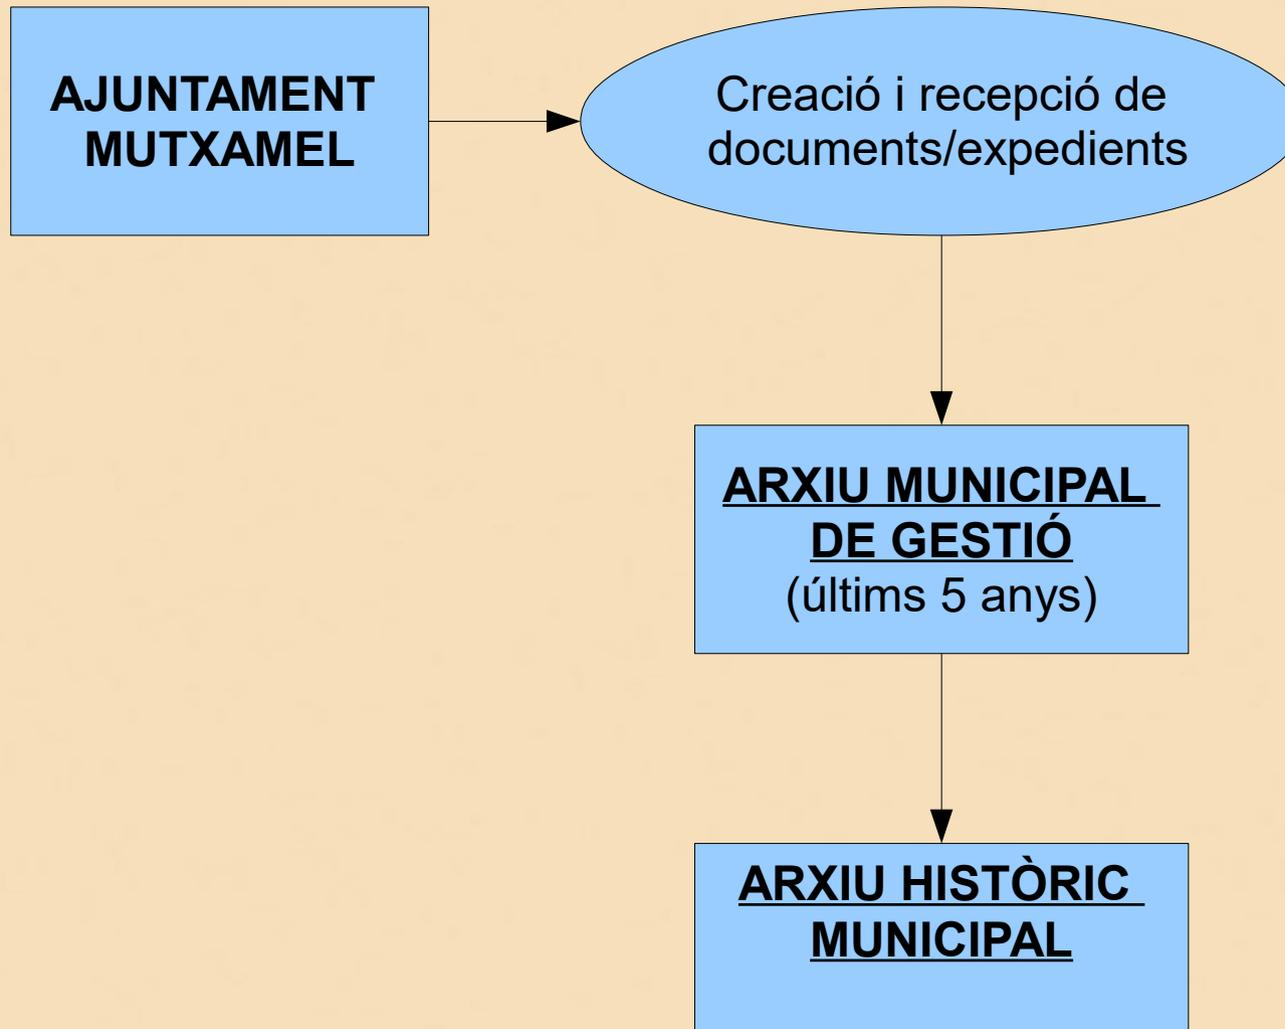 AJUNTAMENT
MUTXAMEL
Creació i recepció de
documents/expedients
ARXIU MUNICIPAL
DE GESTIÓ
(últims 5 anys)
ARXIU HISTÒRIC
MUNICIPAL